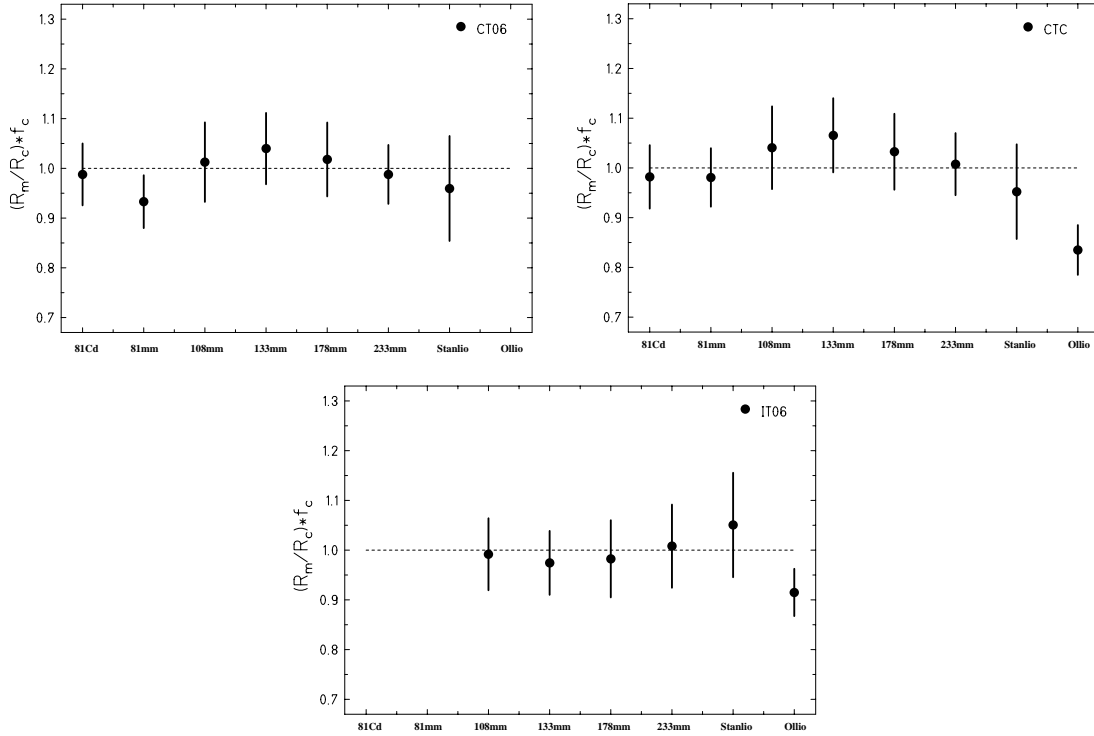 CT06
(R_m/R_c)*f_c
1.3
1.2
1.1
1.0
0.9
0.8
0.7
81Cd 81mm 108mm 133mm 178mm 233mm Stanlio Ollio
CTC
(R_m/R_c)*f_c
1.3
1.2
1.1
1.0
0.9
0.8
0.7
81Cd 81mm 108mm 133mm 178mm 233mm Stanlio Ollio
IT06
(R_m/R_c)*f_c
1.3
1.2
1.1
1.0
0.9
0.8
0.7
81Cd 81mm 108mm 133mm 178mm 233mm Stanlio Ollio